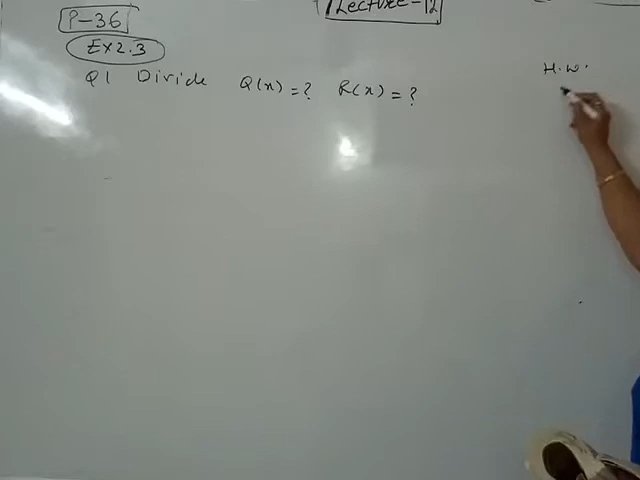 Lecture-12
P-36
Ex 2.3
Q1 Divide Q(x) = ? R(x) = ?
H.W.